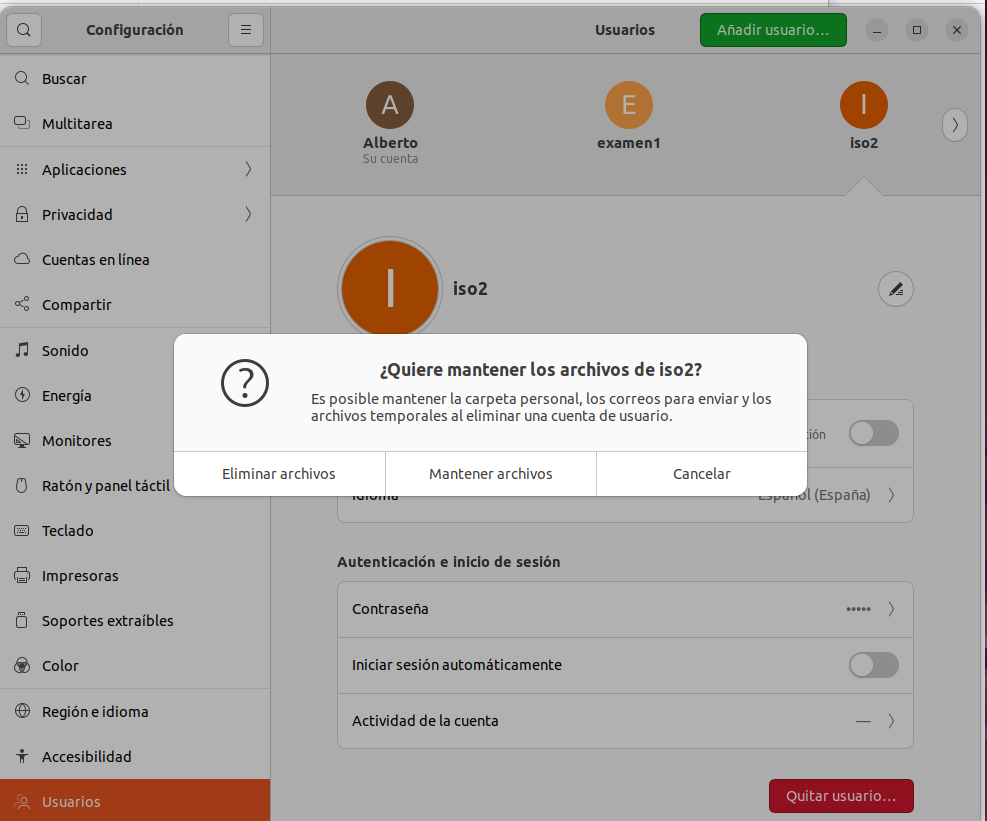 Configuración
Usuarios
Añadir usuario…
Buscar
Multitarea
Aplicaciones
Privacidad
Cuentas en línea
Compartir
Sonido
Energía
Monitores
Ratón y panel táctil
Teclado
Impresoras
Soportes extraíbles
Color
Región e idioma
Accesibilidad
Usuarios
A
Alberto
Su cuenta
E
examen1
I
iso2
I
iso2
¿Quiere mantener los archivos de iso2?
Es posible mantener la carpeta personal, los correos para enviar y los
archivos temporales al eliminar una cuenta de usuario.
Eliminar archivos
Mantener archivos
Cancelar
Idioma
Español (España)
Autenticación e inicio de sesión
Contraseña
•••••
Iniciar sesión automáticamente
Actividad de la cuenta
—
Quitar usuario…